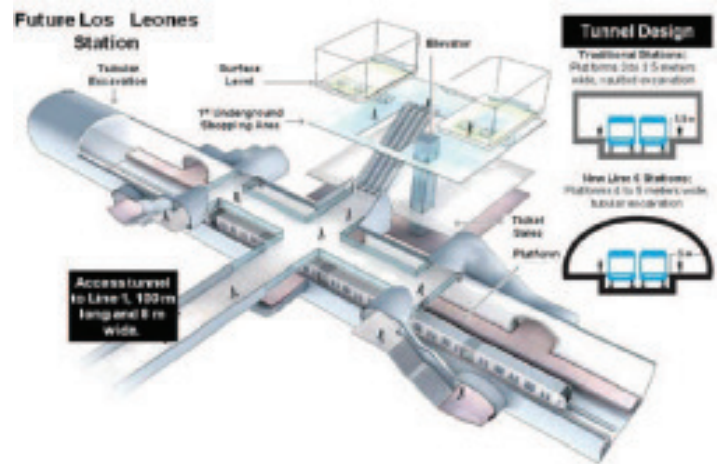 Future Los Leones
Station
Tubular
Excavation
Surface
Level
Elevator
1st Underground
Shopping Area
Ticket
Sales
Platform
Access tunnel
to Line 1, 100 m
long and 8 m
wide.
Tunnel Design
Traditional Stations:
Platforms 3 to 3.5 meters
wide, vaulted excavation
New Line 6 Stations:
Platforms 4 to 5 meters wide,
tubular excavation